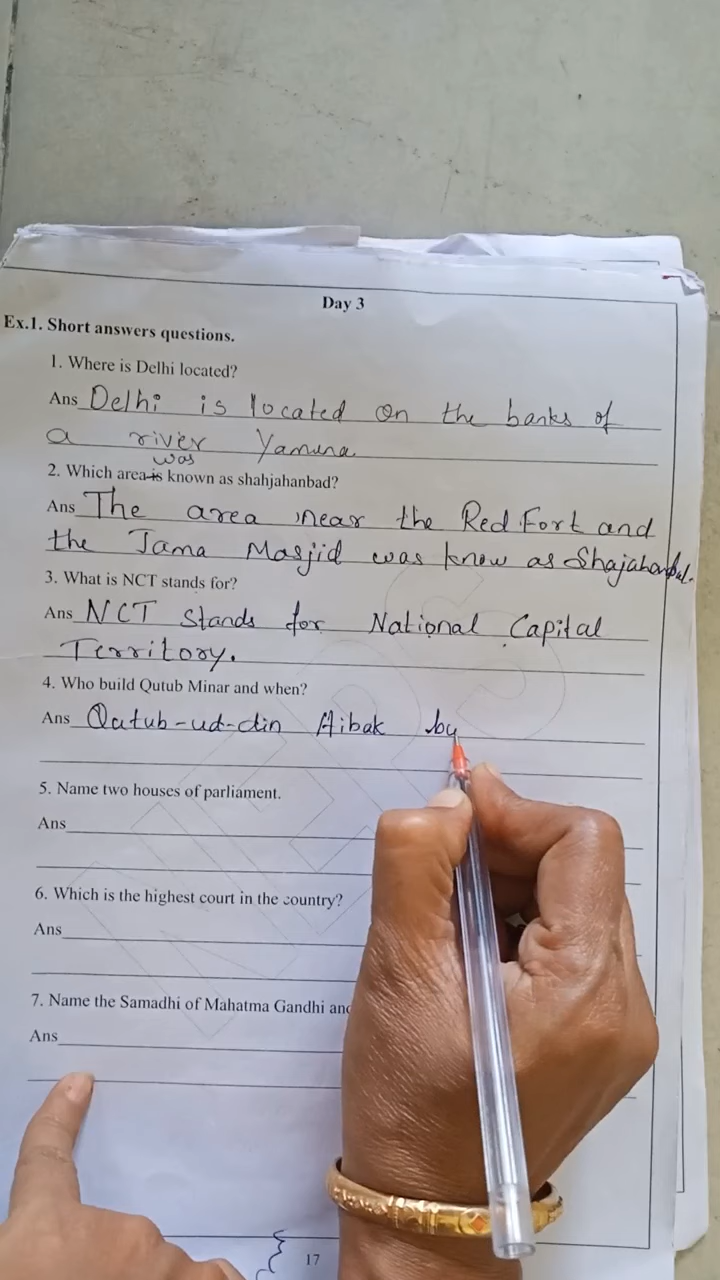 Day 3
Ex.1. Short answers questions.
1. Where is Delhi located?
Ans Delhi is located on the banks of
a river Yamuna
was
2. Which area is known as shahjahanbad?
Ans The area near the Red Fort and
the Jama Masjid was know as Shajahanbad.
3. What is NCT stands for?
Ans NCT Stands for National Capital
Territory.
4. Who build Qutub Minar and when?
Ans Qutub-ud-din Aibak bu
5. Name two houses of parliament.
Ans
6. Which is the highest court in the country?
Ans
7. Name the Samadhi of Mahatma Gandhi and
Ans
17